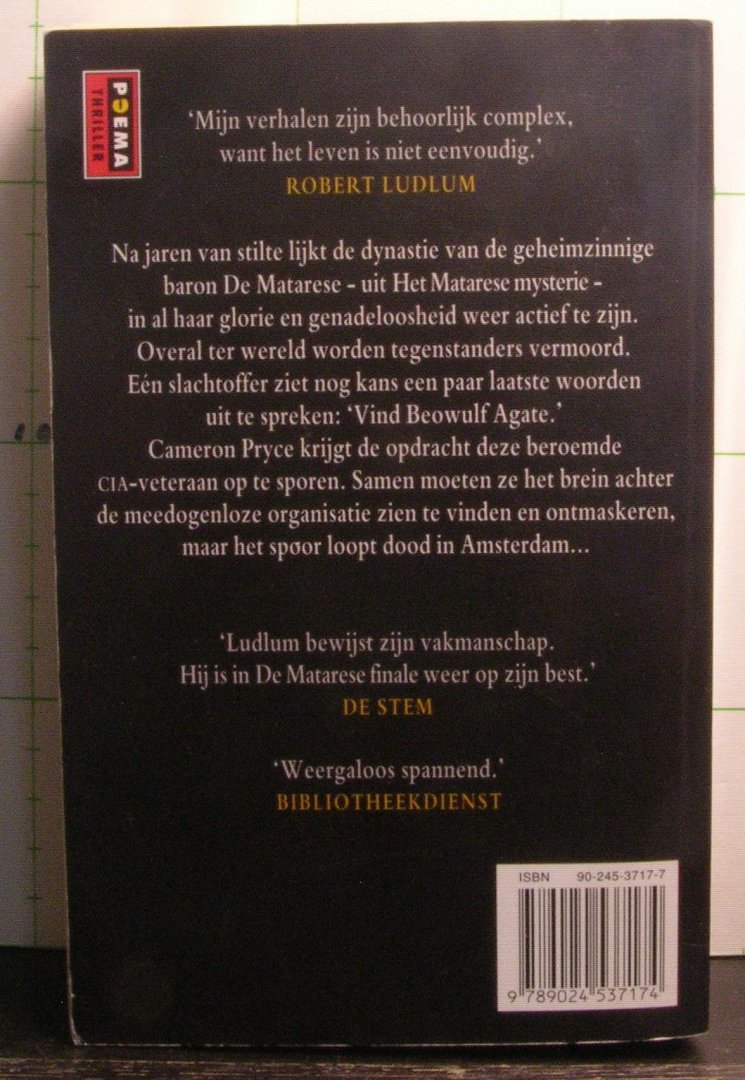 POEMA
THRILLER
‘Mijn verhalen zijn behoorlijk complex,
want het leven is niet eenvoudig.’
ROBERT LUDLUM
Na jaren van stilte lijkt de dynastie van de geheimzinnige
baron De Matarese – uit Het Matarese mysterie –
in al haar glorie en genadeloosheid weer actief te zijn.
Overal ter wereld worden tegenstanders vermoord.
Eén slachtoffer ziet nog kans een paar laatste woorden
uit te spreken: ‘Vind Beowulf Agate.’
Cameron Pryce krijgt de opdracht deze beroemde
CIA-veteraan op te sporen. Samen moeten ze het brein achter
de meedogenloze organisatie zien te vinden en ontmaskeren,
maar het spoor loopt dood in Amsterdam...
‘Ludlum bewijst zijn vakmanschap.
Hij is in De Matarese finale weer op zijn best.’
DE STEM
‘Weergaloos spannend.’
BIBLIOTHEEKDIENST
ISBN 90-245-3717-7
9 789024 537174